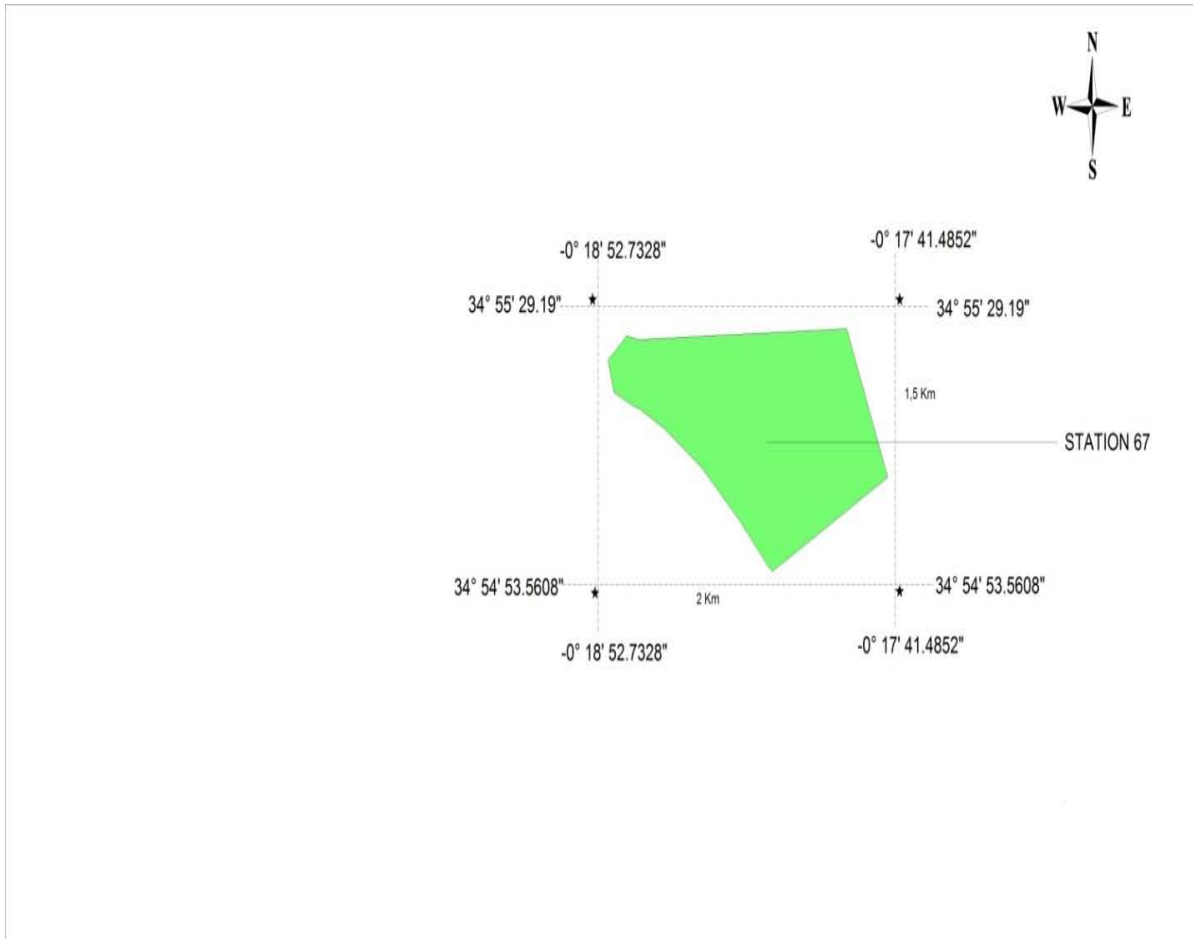 N
W E
S
-0° 18' 52.7328"
-0° 17' 41.4852"
34° 55' 29.19"
34° 55' 29.19"
1,5 Km
STATION 67
34° 54' 53.5608"
34° 54' 53.5608"
2 Km
-0° 18' 52.7328"
-0° 17' 41.4852"